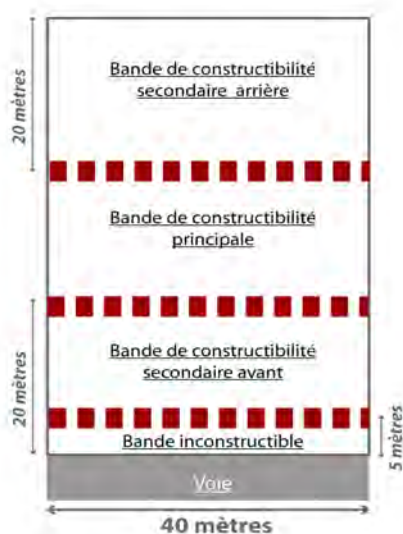 20 mètres
Bande de constructibilité
secondaire arrière
Bande de constructibilité
principale
20 mètres
Bande de constructibilité
secondaire avant
Bande inconstructible
5 mètres
Voie
40 mètres